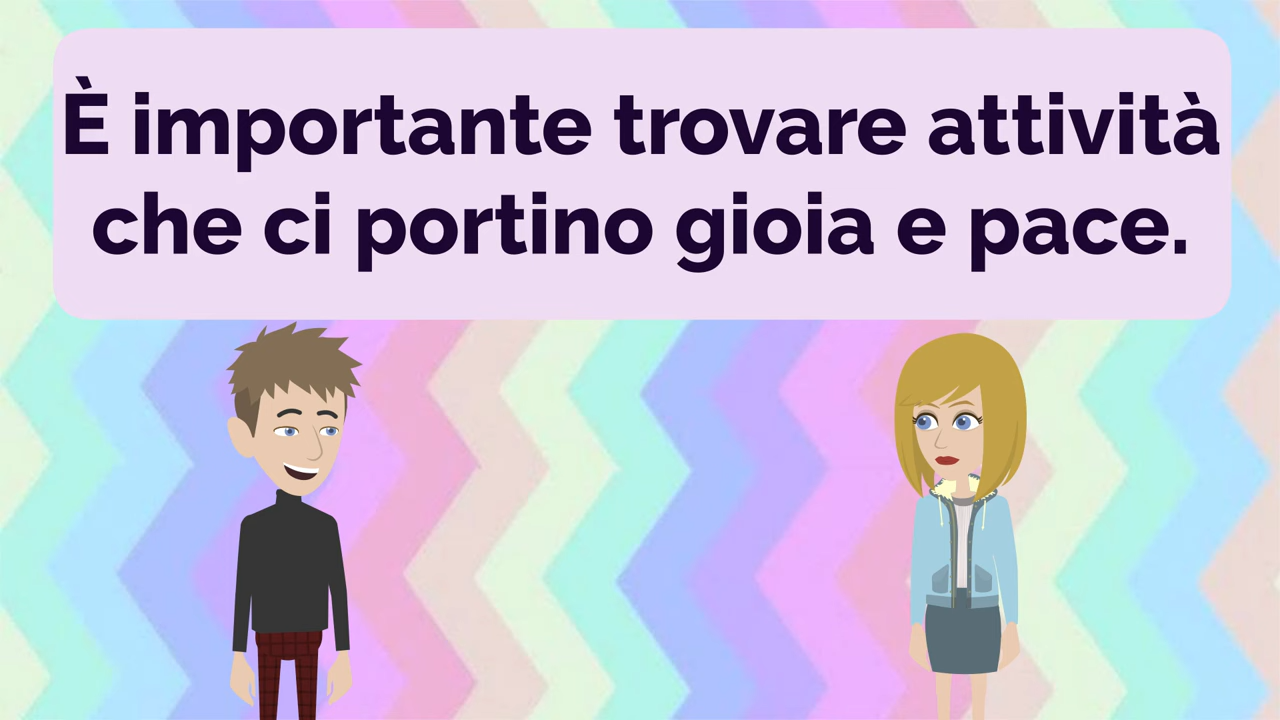 È importante trovare attività
che ci portino gioia e pace.